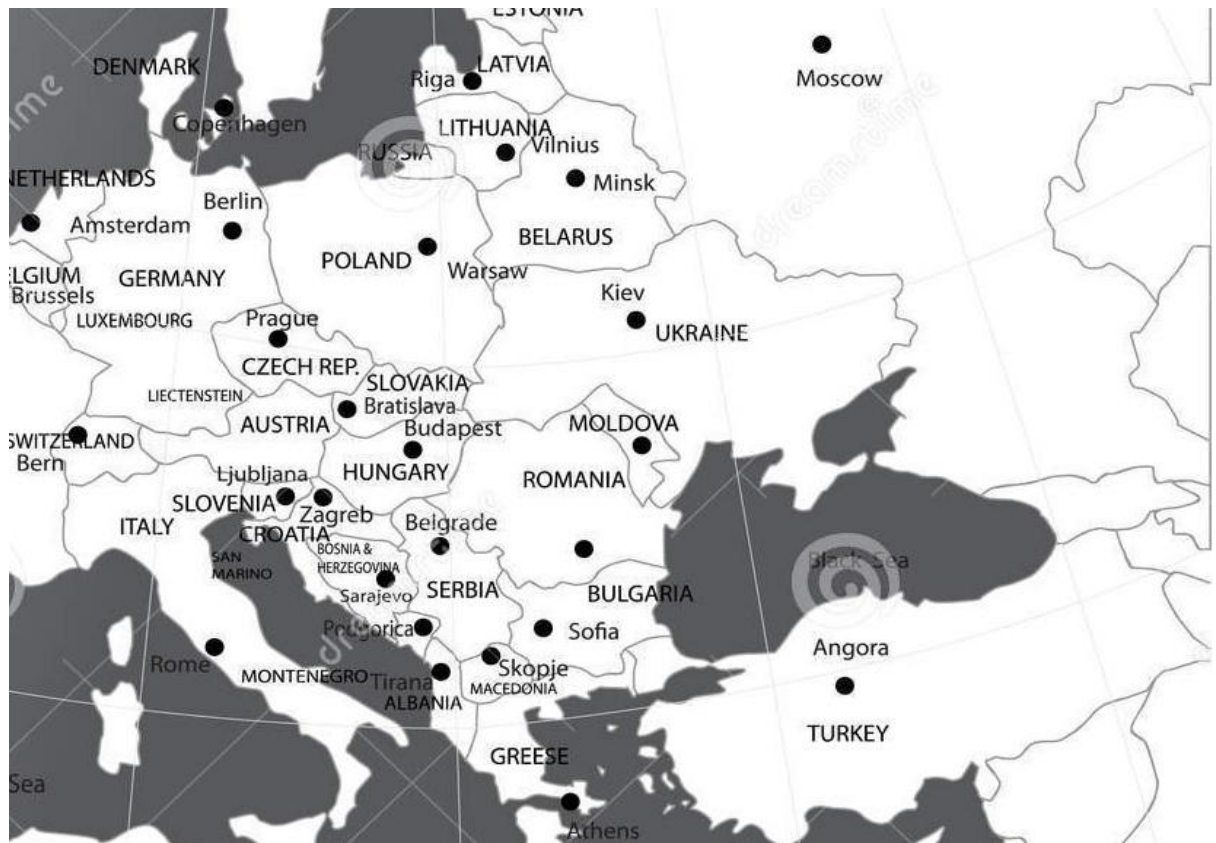 ESTONIA
Moscow
DENMARK
LATVIA
Riga
Copenhagen
LITHUANIA
Vilnius
RUSSIA
NETHERLANDS
Minsk
Berlin
Amsterdam
BELARUS
POLAND
Warsaw
ELGIUM
GERMANY
Brussels
Kiev
LUXEMBOURG
Prague
UKRAINE
CZECH REP.
SLOVAKIA
LIECTENSTEIN
Bratislava
AUSTRIA
MOLDOVA
Budapest
SWITZERLAND
Bern
HUNGARY
Ljubljana
ROMANIA
SLOVENIA
Zagreb
ITALY
Belgrade
CROATIA
BOSNIA &
HERZEGOVINA
SAN
MARINO
Black Sea
SERBIA
Sarajevo
BULGARIA
Podgorica
Sofia
Angora
Rome
Skopje
MONTENEGRO
Tirana
MACEDONIA
ALBANIA
TURKEY
GREESE
Sea
Athens
dreamstime